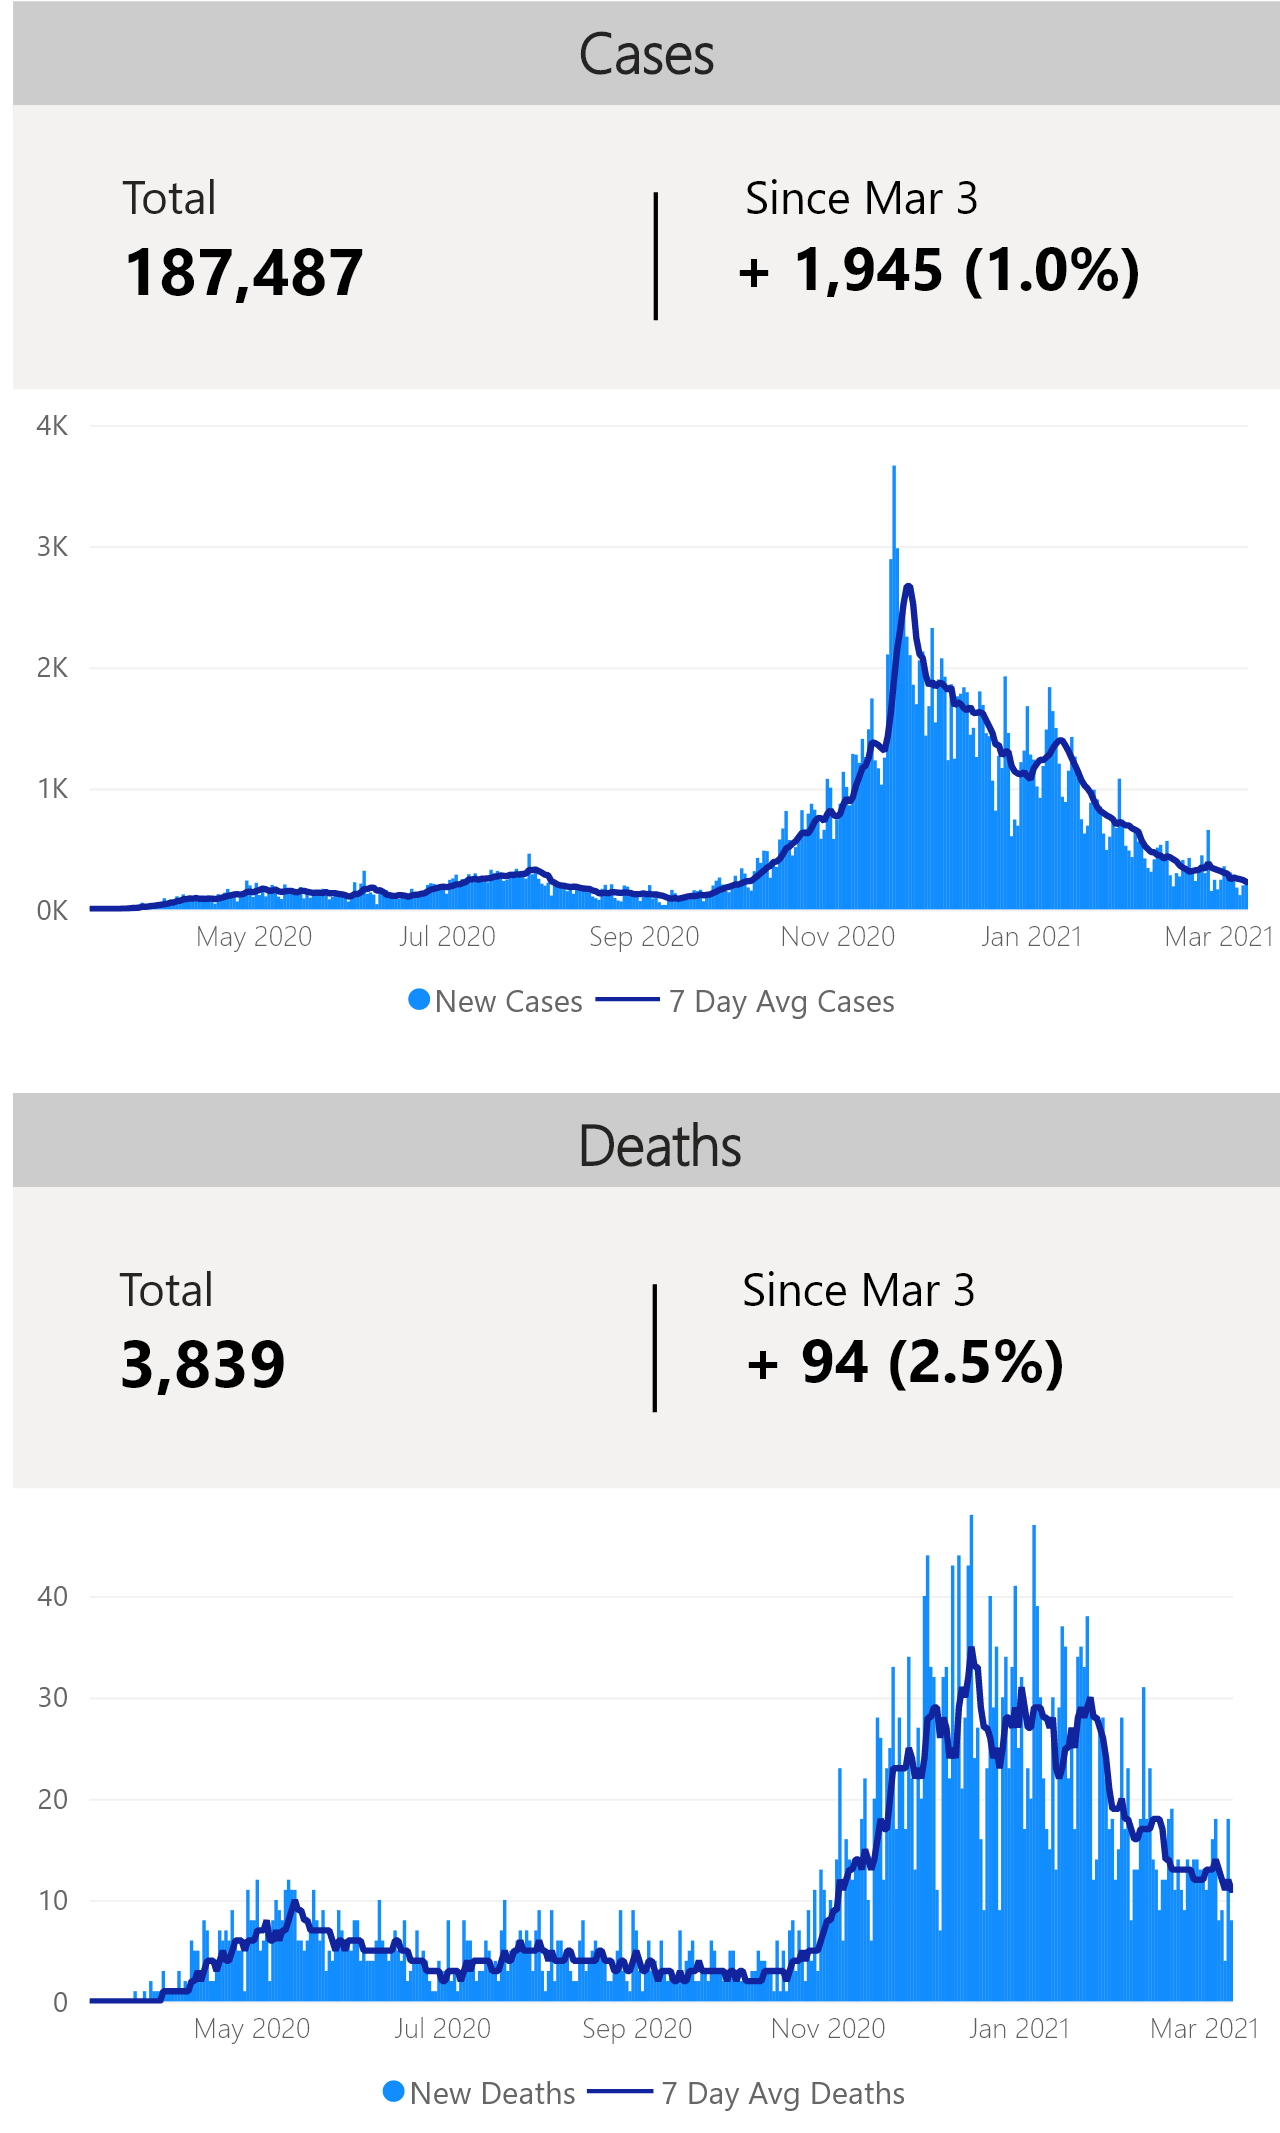 Cases
Total
187,487
Since Mar 3
+ 1,945 (1.0%)
4K
3K
2K
1K
0K
May 2020 Jul 2020 Sep 2020 Nov 2020 Jan 2021 Mar 2021
New Cases 7 Day Avg Cases
Deaths
Total
3,839
Since Mar 3
+ 94 (2.5%)
40
30
20
10
0
May 2020 Jul 2020 Sep 2020 Nov 2020 Jan 2021 Mar 2021
New Deaths 7 Day Avg Deaths